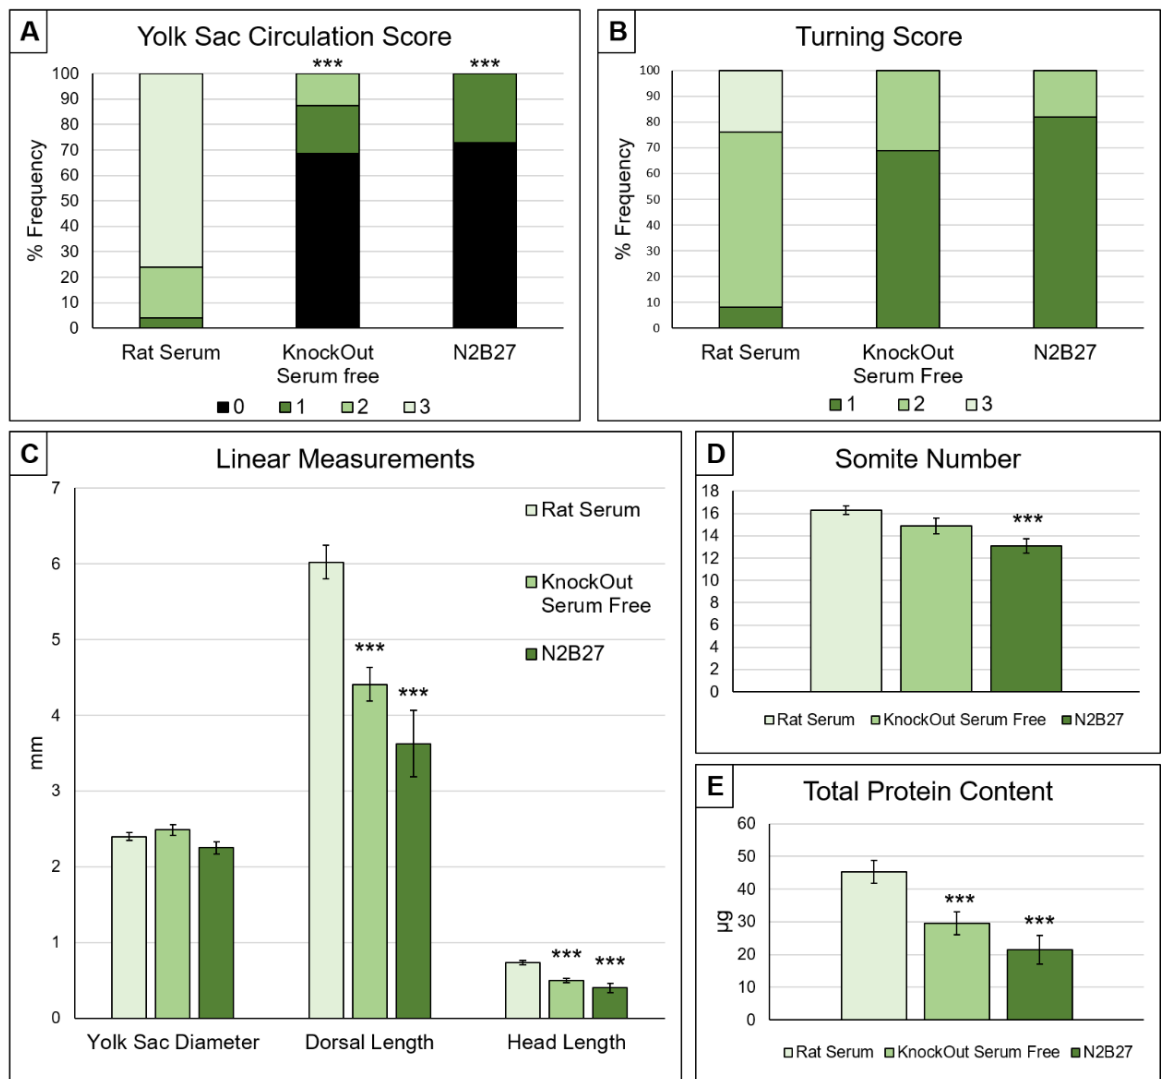 A
Yolk Sac Circulation Score
% Frequency
100
90
80
70
60
50
40
30
20
10
0
***
***
Rat Serum
KnockOut
Serum free
N2B27
0 1 2 3
B
Turning Score
% Frequency
100
90
80
70
60
50
40
30
20
10
0
Rat Serum
KnockOut
Serum Free
N2B27
1 2 3
C
Linear Measurements
mm
7
6
5
4
3
2
1
0
Rat Serum
KnockOut
Serum Free
N2B27
***
***
***
***
Yolk Sac Diameter
Dorsal Length
Head Length
D
Somite Number
18
16
14
12
10
8
6
4
2
0
***
Rat Serum KnockOut Serum Free N2B27
E
Total Protein Content
µg
60
50
40
30
20
10
0
***
***
Rat Serum KnockOut Serum Free N2B27